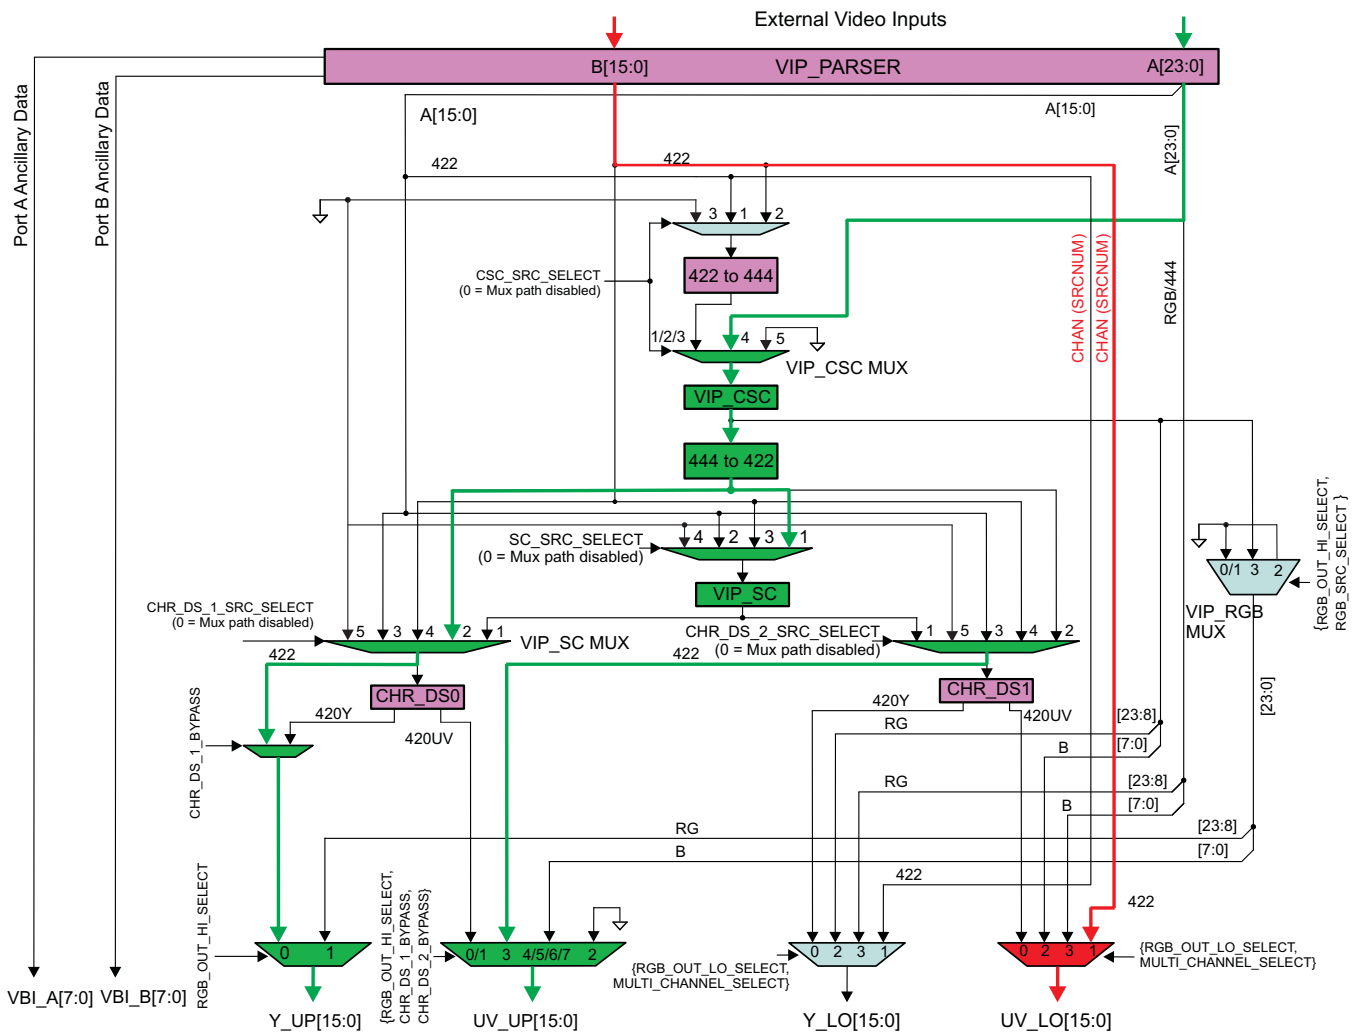 External Video Inputs
B[15:0]
VIP_PARSER
A[23:0]
Port A Ancillary Data
Port B Ancillary Data
A[15:0]
A[15:0]
A[23:0]
422
422
3 1 2
CSC_SRC_SELECT
(0 = Mux path disabled)
422 to 444
CHAN (SRCNUM)
CHAN (SRCNUM)
RGB/444
1/2/3 4 5
VIP_CSC MUX
VIP_CSC
444 to 422
SC_SRC_SELECT
(0 = Mux path disabled)
4 2 3 1
{RGB_OUT_HI_SELECT,
RGB_SRC_SELECT }
0/1 3 2
VIP_RGB
MUX
VIP_SC
CHR_DS_1_SRC_SELECT
(0 = Mux path disabled)
5 3 4 2 1
VIP_SC MUX
CHR_DS_2_SRC_SELECT
(0 = Mux path disabled)
1 5 3 4 2
422
422
CHR_DS0
CHR_DS1
420Y
420UV
420Y
420UV
[23:0]
CHR_DS_1_BYPASS
RG
[23:8]
B
[7:0]
RG
[23:8]
B
[7:0]
RG
[23:8]
B
[7:0]
422
422
RGB_OUT_HI_SELECT
0 1
{RGB_OUT_HI_SELECT,
CHR_DS_1_BYPASS,
CHR_DS_2_BYPASS}
0/1 3 4/5/6/7 2
{RGB_OUT_LO_SELECT,
MULTI_CHANNEL_SELECT}
0 2 3 1
0 2 3 1
{RGB_OUT_LO_SELECT,
MULTI_CHANNEL_SELECT}
VBI_A[7:0]
VBI_B[7:0]
Y_UP[15:0]
UV_UP[15:0]
Y_LO[15:0]
UV_LO[15:0]